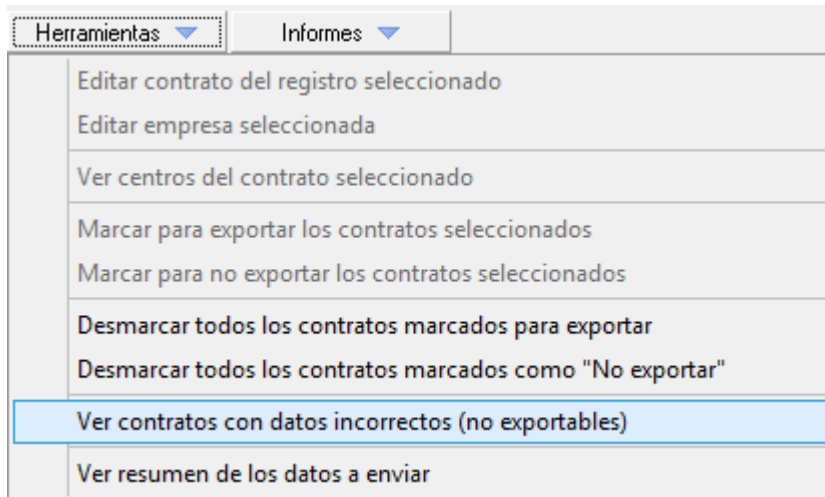 Herramientas Informes
Editar contrato del registro seleccionado
Editar empresa seleccionada
Ver centros del contrato seleccionado
Marcar para exportar los contratos seleccionados
Marcar para no exportar los contratos seleccionados
Desmarcar todos los contratos marcados para exportar
Desmarcar todos los contratos marcados como "No exportar"
Ver contratos con datos incorrectos (no exportables)
Ver resumen de los datos a enviar